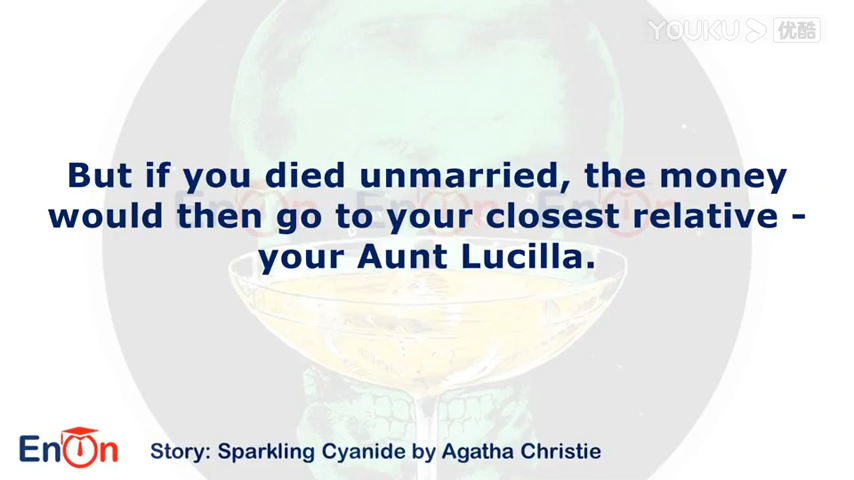 YOUKU 优酷
But if you died unmarried, the money
would then go to your closest relative -
your Aunt Lucilla.
EnOn
Story: Sparkling Cyanide by Agatha Christie